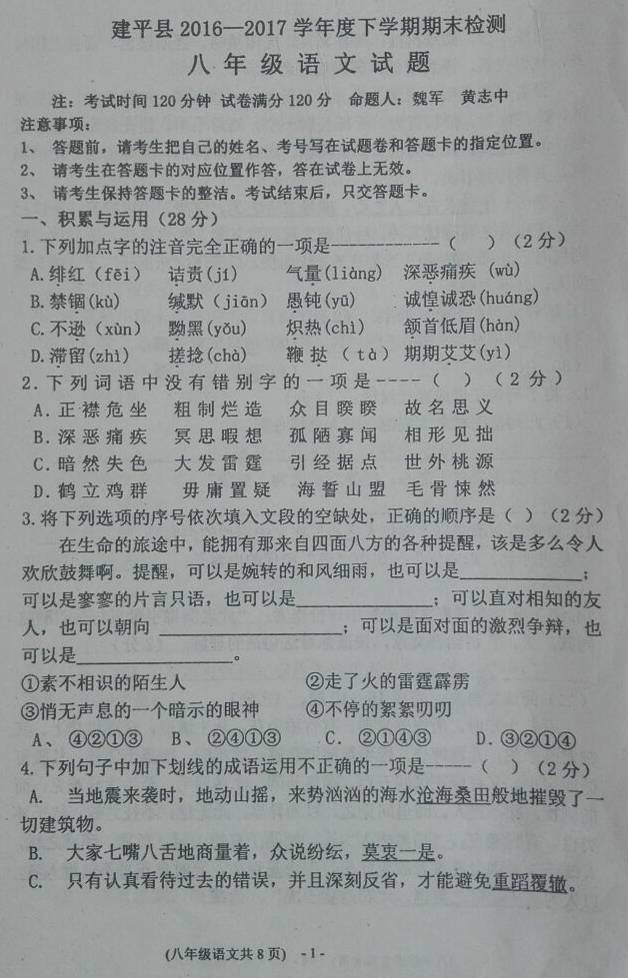 建平县 2016—2017 学年度下学期期末检测
八年级语文试题
注：考试时间 120 分钟 试卷满分 120 分 命题人：魏军 黄志中
注意事项：
1、 答题前，请考生把自己的姓名、考号写在试题卷和答题卡的指定位置。
2、 请考生在答题卡的对应位置作答，答在试卷上无效。
3、 请考生保持答题卡的整洁。考试结束后，只交答题卡。
一、积累与运用（28 分）
1. 下列加点字的注音完全正确的一项是------------（ ）（2 分）
A. 绯红（fēi） 诘责(jí) 气量(liàng) 深恶痛疾（wù）
B. 禁锢(kù) 缄默（jiān） 愚钝(yū) 诚惶诚恐(huáng)
C. 不逊（xùn） 黝黑(yǒu) 炽热(chì) 颔首低眉(hàn)
D. 滞留(zhì) 搓捻(chà) 鞭挞（tà） 期期艾艾(yì)
2. 下列词语中没有错别字的一项是----（ ）（2 分）
A. 正襟危坐 粗制烂造 众目睽睽 故名思义
B. 深恶痛疾 冥思暇想 孤陋寡闻 相形见拙
C. 暗然失色 大发雷霆 引经据点 世外桃源
D. 鹤立鸡群 毋庸置疑 海誓山盟 毛骨悚然
3. 将下列选项的序号依次填入文段的空缺处，正确的顺序是（ ）（2 分）
在生命的旅途中，能拥有那来自四面八方的各种提醒，该是多么令人
欢欣鼓舞啊。提醒，可以是婉转的和风细雨，也可以是____________；
可以是寥寥的片言只语，也可以是______________；可以直对相知的友
人，也可以朝向 __________________；可以是面对面的激烈争辩，也
可以是________________。
①素不相识的陌生人 ②走了火的雷霆霹雳
③悄无声息的一个暗示的眼神 ④不停的絮絮叨叨
A、 ④②①③ B、 ②④①③ C. ②①④③ D. ③②①④
4. 下列句子中加下划线的成语运用不正确的一项是-----（ ）（2 分）
A. 当地震来袭时，地动山摇，来势汹汹的海水沧海桑田般地摧毁了一
切建筑物。
B. 大家七嘴八舌地商量着，众说纷纭，莫衷一是。
C. 只有认真看待过去的错误，并且深刻反省，才能避免重蹈覆辙。
(八年级语文共 8 页) - 1 -